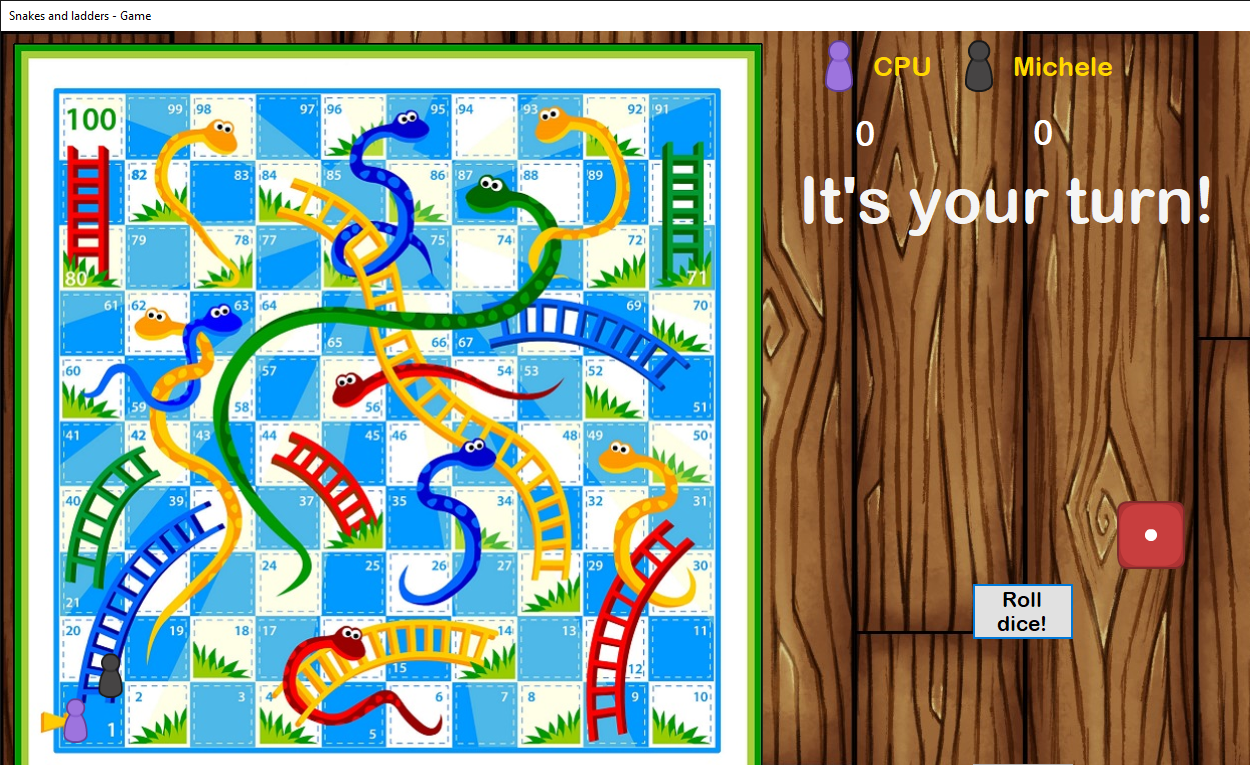 Snakes and ladders - Game
CPU Michele
0 0
It's your turn!
100 99 98 97 96 95 94 93 92 91
82 83 84 85 86 87 88 89
80 79 78 77 75 74 72 71
61 62 63 64 65 66 67 69 70
60 59 58 57 56 54 53 52 51
41 42 43 44 45 46 48 49 50
40 39 37 35 34 32 31
21 24 25 26 27 29 30
20 19 18 17 15 14 13 12 11
1 2 3 4 5 6 7 8 9 10
Roll
dice!